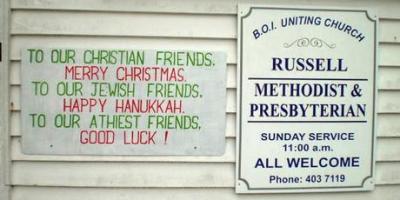 TO OUR CHRISTIAN FRIENDS.
MERRY CHRISTMAS.
TO OUR JEWISH FRIENDS.
HAPPY HANUKKAH.
TO OUR ATHIEST FRIENDS,
GOOD LUCK !
B.O.I. UNITING CHURCH
RUSSELL
METHODIST &
PRESBYTERIAN
SUNDAY SERVICE
11:00 a.m.
ALL WELCOME
Phone: 403 7119